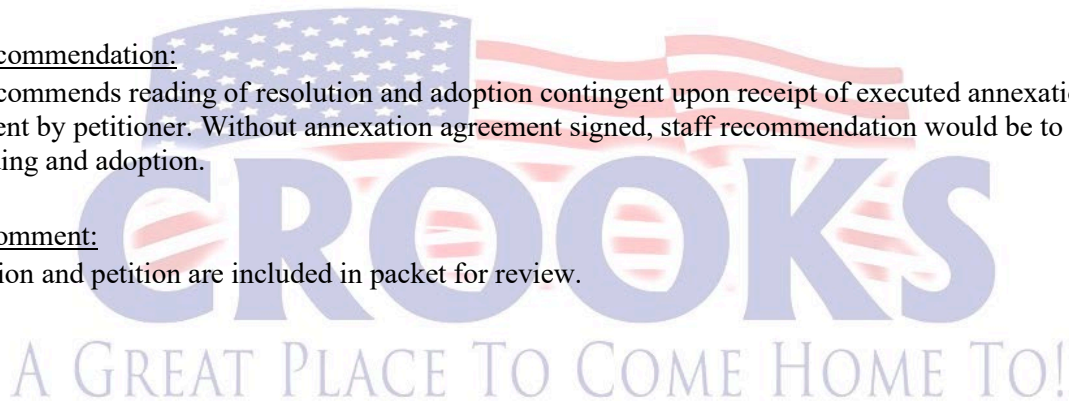 commendation:
commends reading of resolution and adoption contingent upon receipt of executed annexati
ent by petitioner. Without annexation agreement signed, staff recommendation would be to
ing and adoption.
omment:
ion and petition are included in packet for review.
CROOKS
A GREAT PLACE TO COME HOME TO!